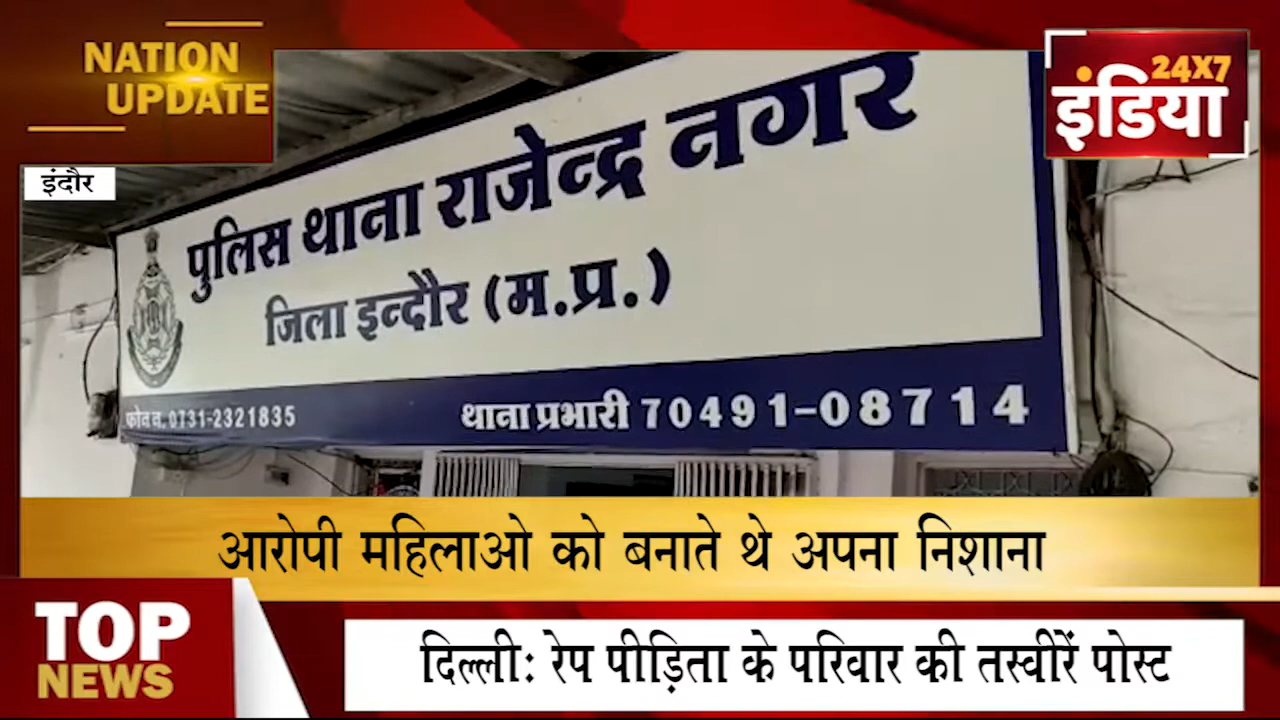 NATION
UPDATE
24X7
इंडिया
इंदौर
पुलिस थाना राजेन्द्र नगर
जिला इन्दौर (म.प्र.)
फोन न. 0731-2321835
थाना प्रभारी 70491-08714
आरोपी महिलाओ को बनाते थे अपना निशाना
TOP
NEWS
दिल्ली: रेप पीड़िता के परिवार की तस्वीरें पोस्ट